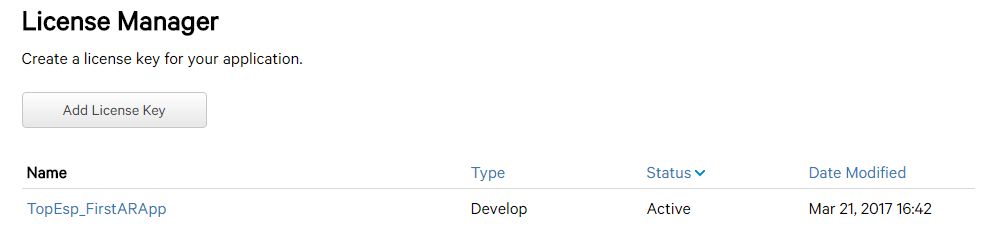 License Manager
Create a license key for your application.
Add License Key
Name Type Status Date Modified
TopEsp_FirstARApp Develop Active Mar 21, 2017 16:42